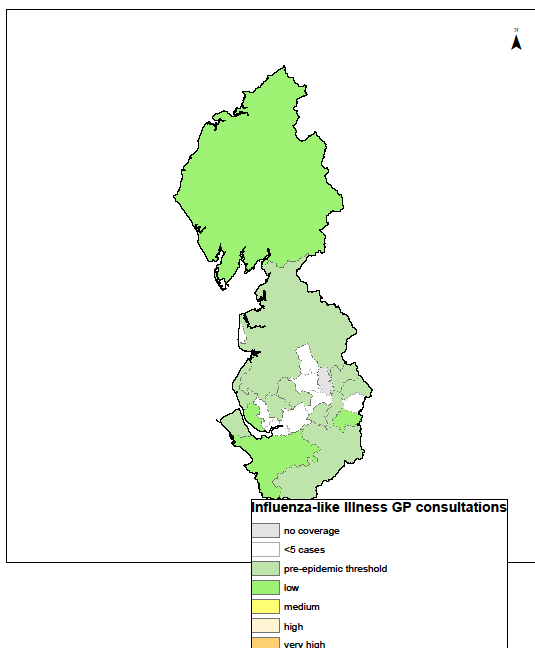 N
Influenza-like Illness GP consultations
no coverage
<5 cases
pre-epidemic threshold
low
medium
high
very high